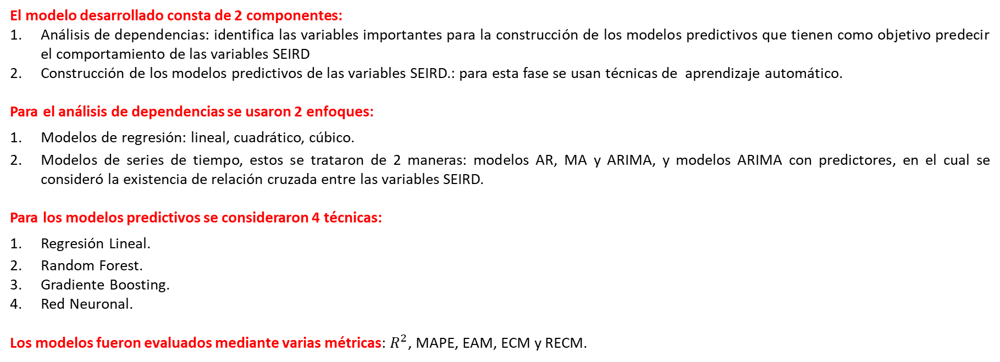 El modelo desarrollado consta de 2 componentes:
1. Análisis de dependencias: identifica las variables importantes para la construcción de los modelos predictivos que tienen como objetivo predecir
el comportamiento de las variables SEIRD
2. Construcción de los modelos predictivos de las variables SEIRD.: para esta fase se usan técnicas de aprendizaje automático.
Para el análisis de dependencias se usaron 2 enfoques:
1. Modelos de regresión: lineal, cuadrático, cúbico.
2. Modelos de series de tiempo, estos se trataron de 2 maneras: modelos AR, MA y ARIMA, y modelos ARIMA con predictores, en el cual se
consideró la existencia de relación cruzada entre las variables SEIRD.
Para los modelos predictivos se consideraron 4 técnicas:
1. Regresión Lineal.
2. Random Forest.
3. Gradiente Boosting.
4. Red Neuronal.
Los modelos fueron evaluados mediante varias métricas: R², MAPE, EAM, ECM y RECM.